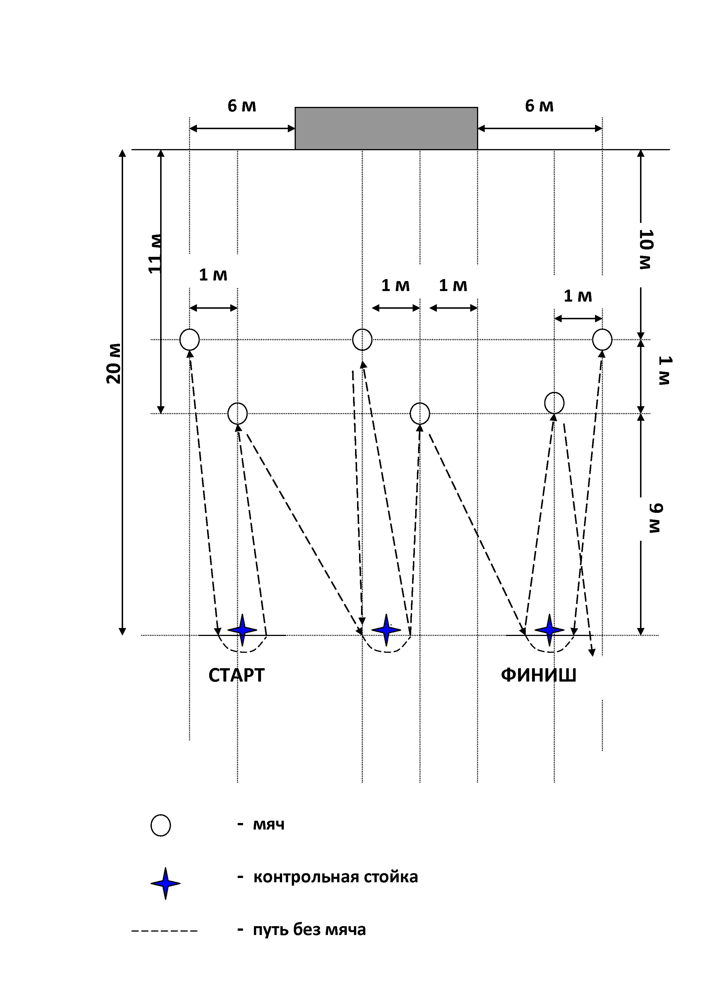 6 м
6 м
11 м
10 м
1 м
1 м
1 м
1 м
20 м
1 м
9 м
СТАРТ
ФИНИШ
- мяч
- контрольная стойка
- путь без мяча